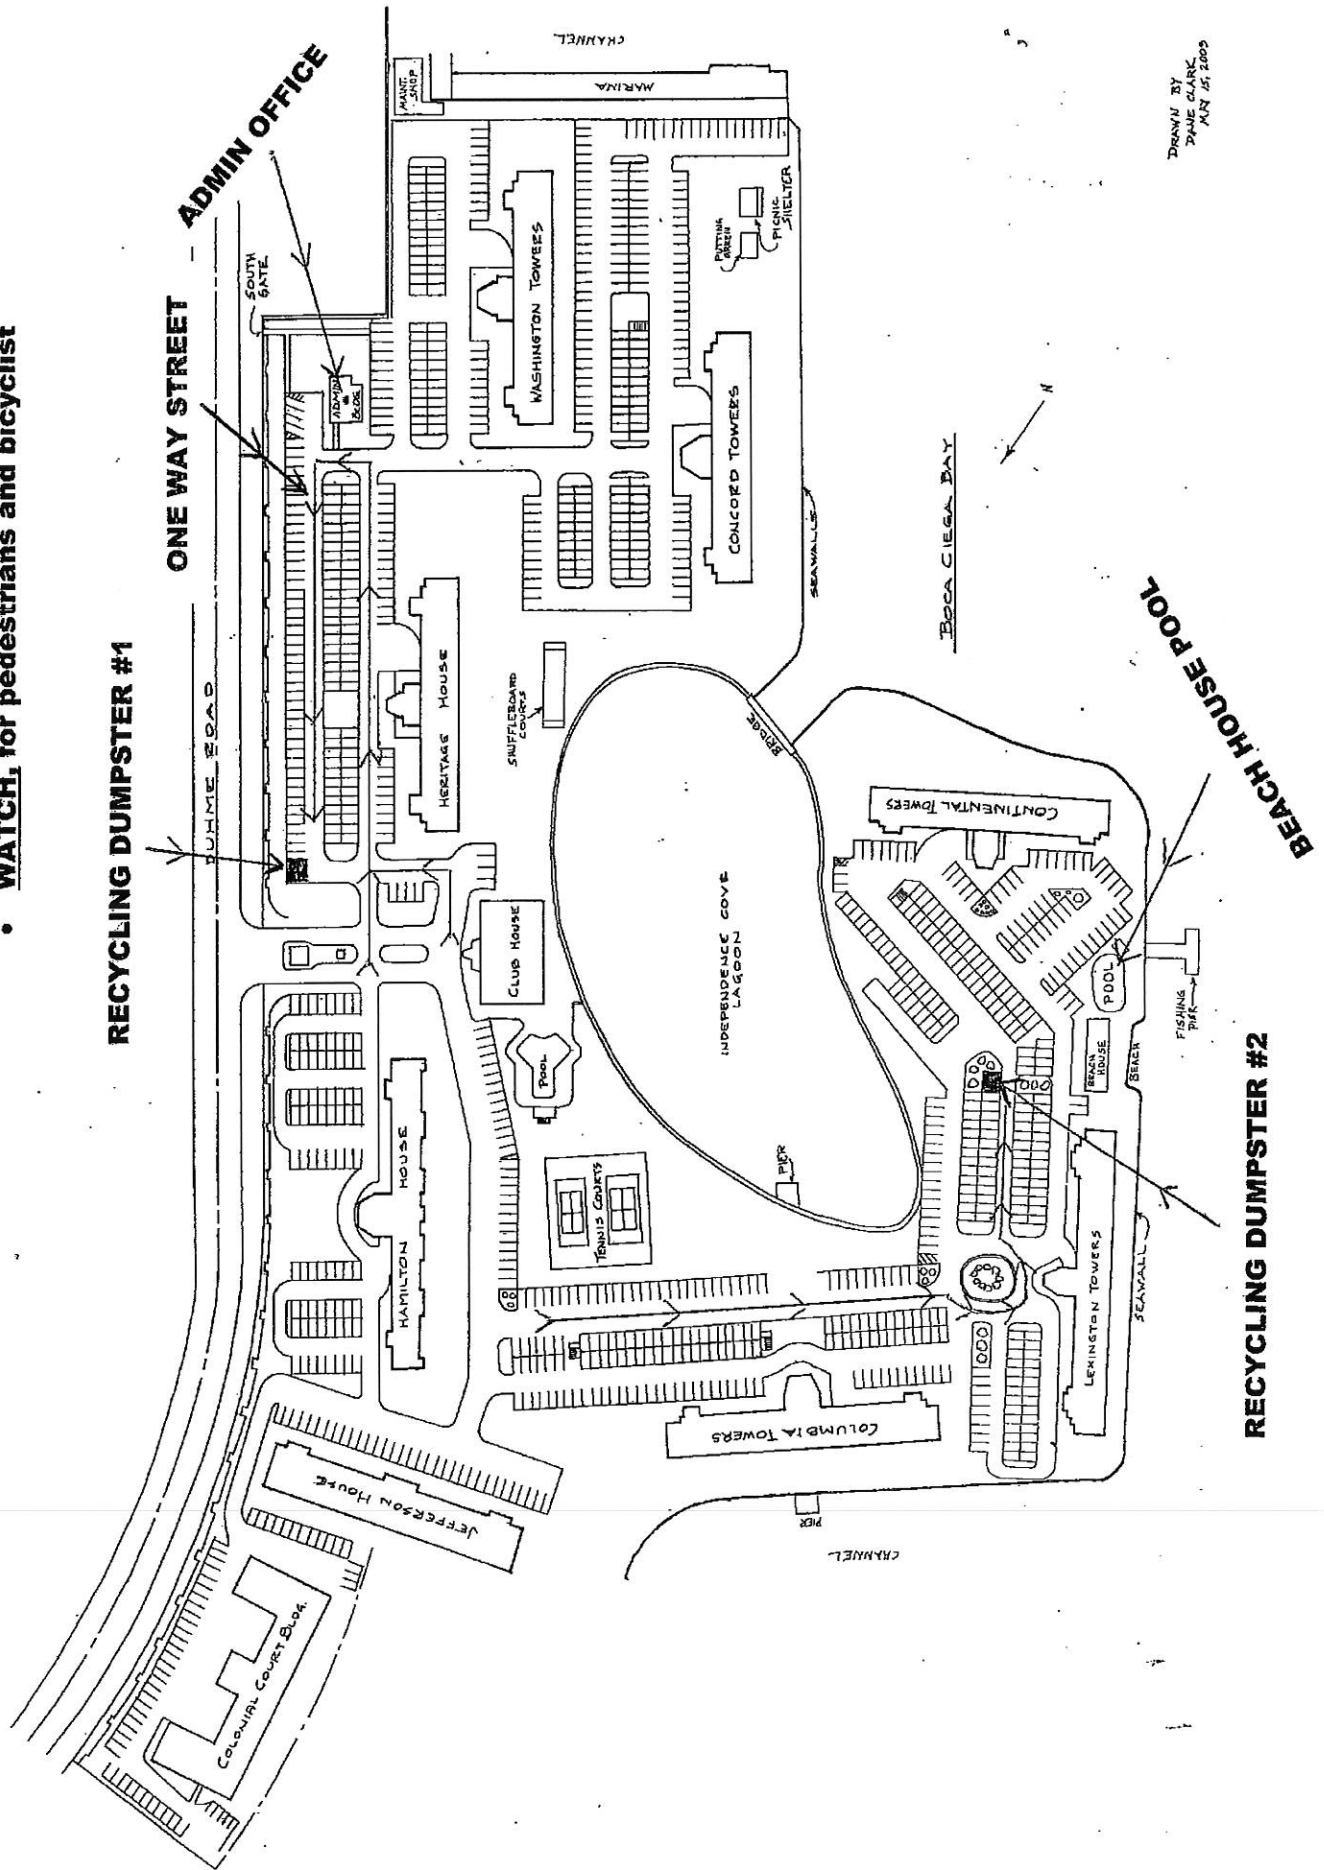 • WATCH, for pedestrians and bicyclist
RECYCLING DUMPSTER #1
ONE WAY STREET
ADMIN OFFICE
DUHME ROAD
SOUTH
GATE
ADMIN
BLDG
MAINT.
SHOP
CHANNEL
MARINA
COLONIAL COURT BLDG.
JEFFERSON HOUSE
HAMILTON HOUSE
HERITAGE HOUSE
WASHINGTON TOWERS
CLUB HOUSE
POOL
SHUFFLEBOARD
COURTS
TENNIS COURTS
PUTTING
GREEN
PICNIC
SHELTER
CONCORD TOWERS
SEAWALLS
BRIDGE
INDEPENDENCE COVE
LAGOON
PIER
COLUMBIA TOWERS
PIER
CHANNEL
CONTINENTAL TOWERS
BOCA CIEGA BAY
N
LEXINGTON TOWERS
SEAWALL
BEACH
HOUSE
BEACH
POOL
FISHING
PIER
RECYCLING DUMPSTER #2
BEACH HOUSE POOL
DRAWN BY
DANE CLARK
MAY 15, 2005